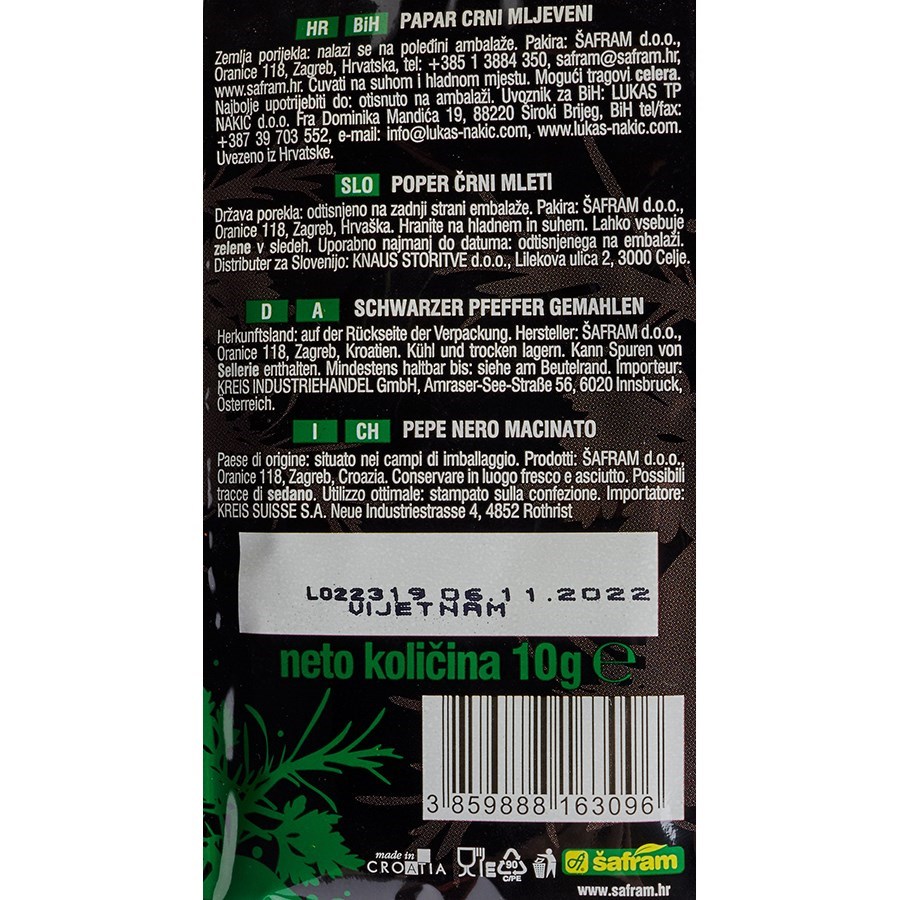 HR BiH PAPAR CRNI MLJEVENI
Zemlja porijekla: nalazi se na poleđini ambalaže. Pakira: ŠAFRAM d.o.o.,
Oranice 118, Zagreb, Hrvatska, tel: +385 1 3884 350, safram@safram.hr,
www.safram.hr. Čuvati na suhom i hladnom mjestu. Mogući tragovi celera.
Najbolje upotrijebiti do: otisnuto na ambalaži. Uvoznik za BiH: LUKAS TP
NAKIĆ d.o.o. Fra Dominika Mandića 19, 88220 Široki Brijeg, BiH tel/fax:
+387 39 703 552, e-mail: info@lukas-nakic.com, www.lukas-nakic.com.
Uvezeno iz Hrvatske.
SLO POPER ČRNI MLETI
Država porekla: odtisnjeno na zadnji strani embalaže. Pakira: ŠAFRAM d.o.o.,
Oranice 118, Zagreb, Hrvaška. Hranite na hladnem in suhem. Lahko vsebuje
zelene v sledeh. Uporabno najmanj do datuma: odtisnjenega na embalaži.
Distributer za Slovenijo: KNAUS STORITVE d.o.o., Lilekova ulica 2, 3000 Celje.
D A SCHWARZER PFEFFER GEMAHLEN
Herkunftsland: auf der Rückseite der Verpackung. Hersteller: ŠAFRAM d.o.o.,
Oranice 118, Zagreb, Kroatien. Kühl und trocken lagern. Kann Spuren von
Sellerie enthalten. Mindestens haltbar bis: siehe am Beutelrand. Importeur:
KREIS INDUSTRIEHANDEL GmbH, Amraser-See-Straße 56, 6020 Innsbruck,
Österreich.
I CH PEPE NERO MACINATO
Paese di origine: situato nei campi di imballaggio. Prodotti: ŠAFRAM d.o.o.,
Oranice 118, Zagreb, Croazia. Conservare in luogo fresco e asciutto. Possibili
tracce di sedano. Utilizzo ottimale: stampato sulla confezione. Importatore:
KREIS SUISSE S.A. Neue Industriestrasse 4, 4852 Rothrist
L022319 06.11.2022
VIJETNAM
neto količina 10g e
3 859888 163096
made in
CROATIA
90
C/PE
šafram
www.safram.hr